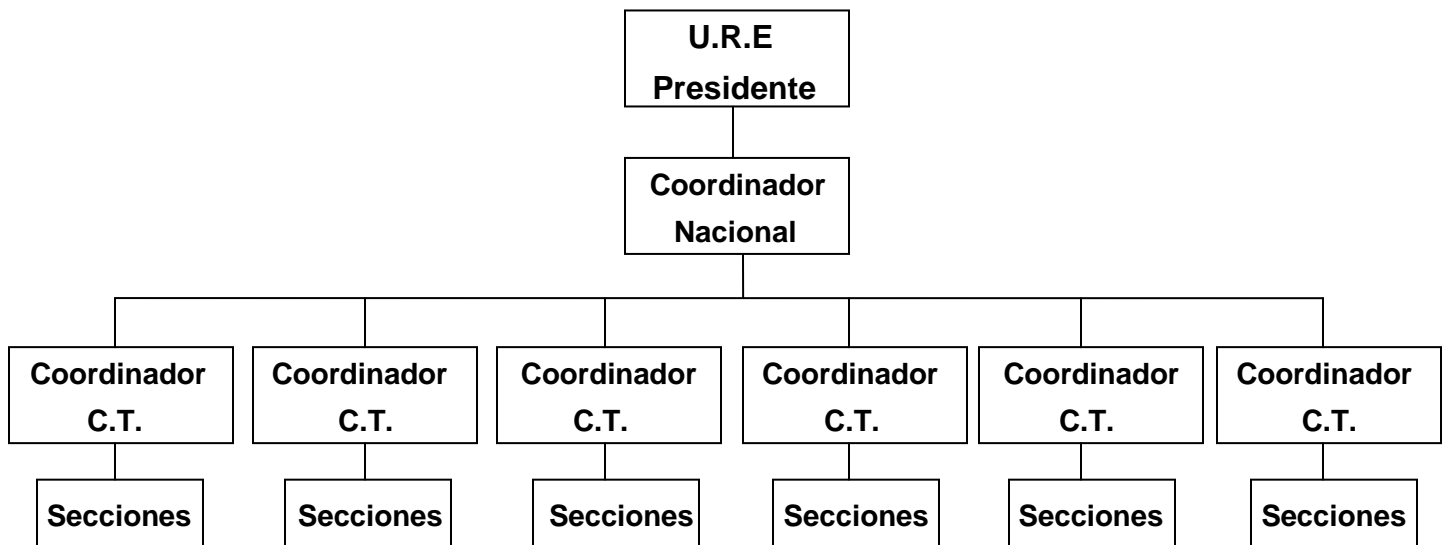 U.R.E
Presidente
Coordinador
Nacional
Coordinador
C.T.
Coordinador
C.T.
Coordinador
C.T.
Coordinador
C.T.
Coordinador
C.T.
Coordinador
C.T.
Secciones
Secciones
Secciones
Secciones
Secciones
Secciones